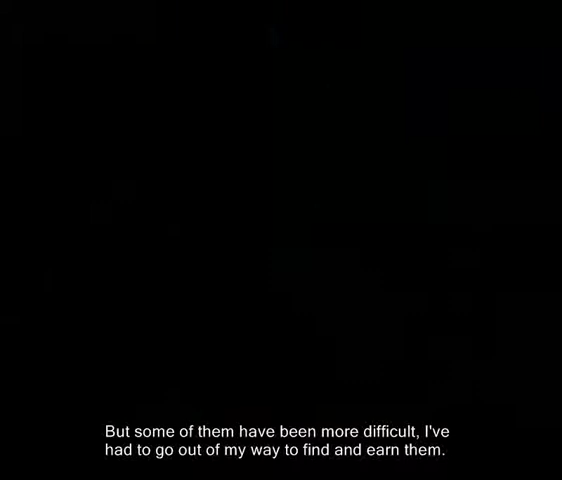 But some of them have been more difficult, I've
had to go out of my way to find and earn them.